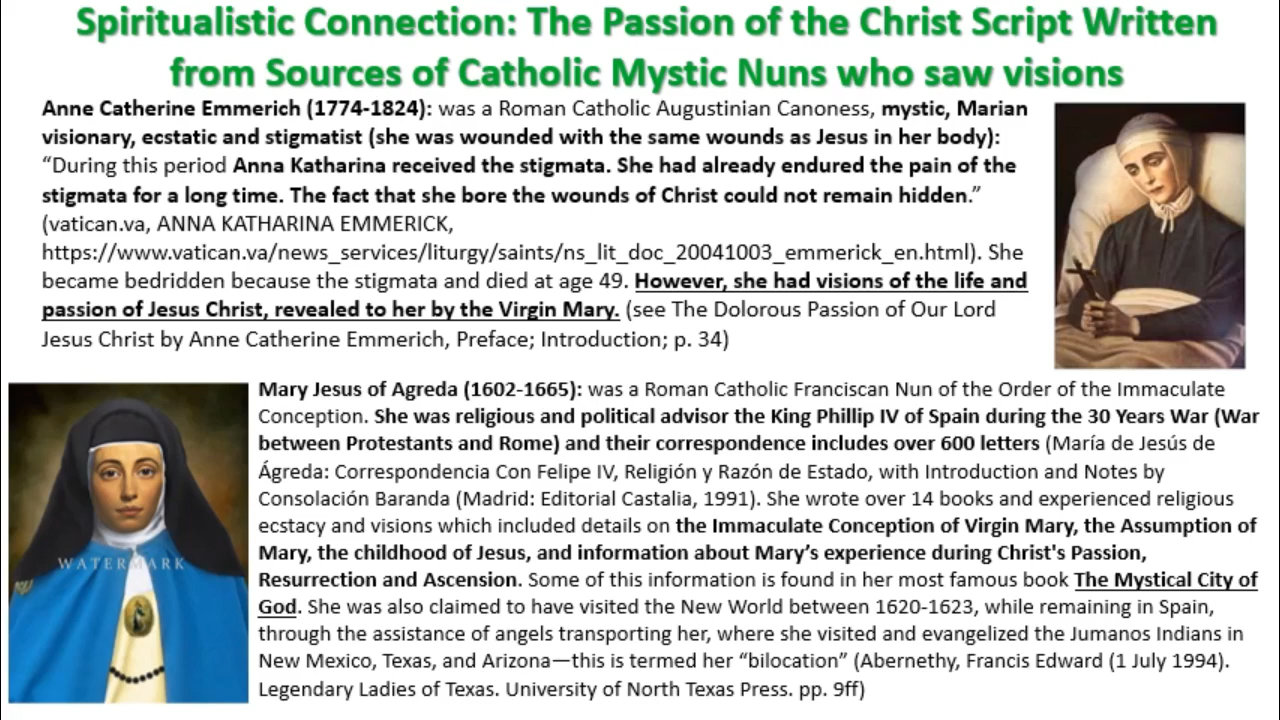 Spiritualistic Connection: The Passion of the Christ Script Written
from Sources of Catholic Mystic Nuns who saw visions
Anne Catherine Emmerich (1774-1824): was a Roman Catholic Augustinian Canoness, mystic, Marian
visionary, ecstatic and stigmatist (she was wounded with the same wounds as Jesus in her body):
“During this period Anna Katharina received the stigmata. She had already endured the pain of the
stigmata for a long time. The fact that she bore the wounds of Christ could not remain hidden.”
(vatican.va, ANNA KATHARINA EMMERICK,
https://www.vatican.va/news_services/liturgy/saints/ns_lit_doc_20041003_emmerick_en.html). She
became bedridden because the stigmata and died at age 49. However, she had visions of the life and
passion of Jesus Christ, revealed to her by the Virgin Mary. (see The Dolorous Passion of Our Lord
Jesus Christ by Anne Catherine Emmerich, Preface; Introduction; p. 34)
Mary Jesus of Agreda (1602-1665): was a Roman Catholic Franciscan Nun of the Order of the Immaculate
Conception. She was religious and political advisor the King Phillip IV of Spain during the 30 Years War (War
between Protestants and Rome) and their correspondence includes over 600 letters (María de Jesús de
Ágreda: Correspondencia Con Felipe IV, Religión y Razón de Estado, with Introduction and Notes by
Consolación Baranda (Madrid: Editorial Castalia, 1991). She wrote over 14 books and experienced religious
ecstacy and visions which included details on the Immaculate Conception of Virgin Mary, the Assumption of
Mary, the childhood of Jesus, and information about Mary’s experience during Christ's Passion,
Resurrection and Ascension. Some of this information is found in her most famous book The Mystical City of
God. She was also claimed to have visited the New World between 1620-1623, while remaining in Spain,
through the assistance of angels transporting her, where she visited and evangelized the Jumanos Indians in
New Mexico, Texas, and Arizona—this is termed her “bilocation” (Abernethy, Francis Edward (1 July 1994).
Legendary Ladies of Texas. University of North Texas Press. pp. 9ff)
WATERMARK